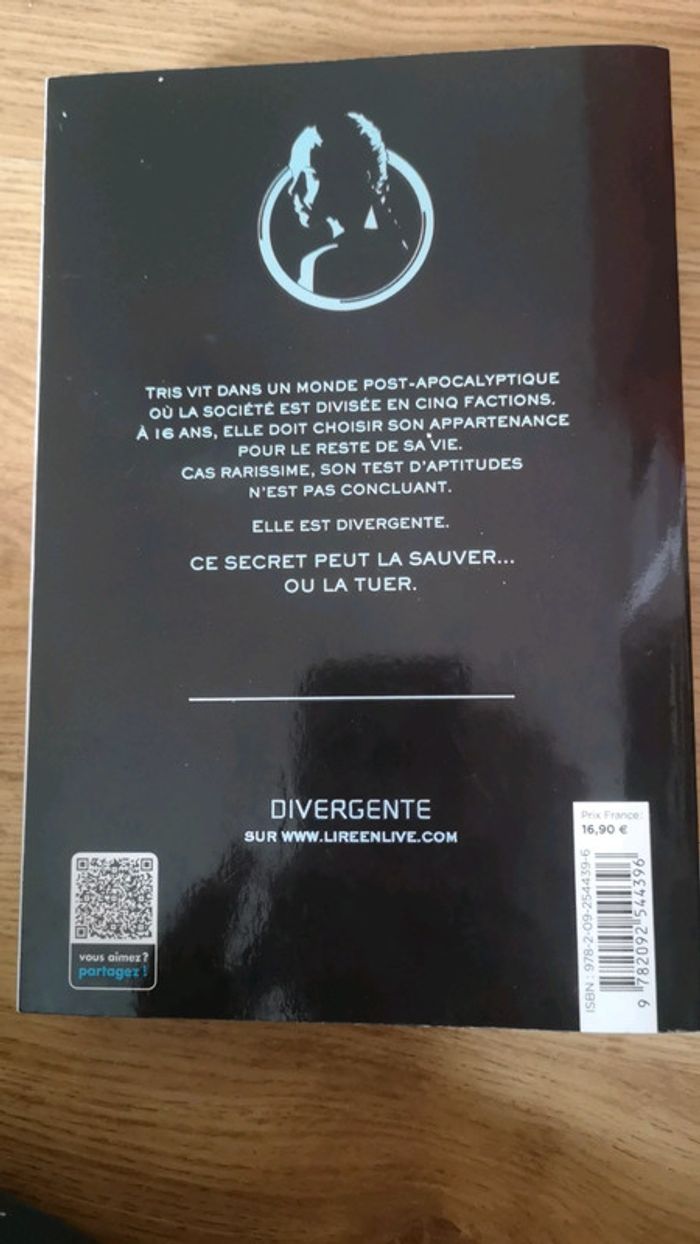 TRIS VIT DANS UN MONDE POST-APOCALYPTIQUE
OÙ LA SOCIÉTÉ EST DIVISÉE EN CINQ FACTIONS.
À 16 ANS, ELLE DOIT CHOISIR SON APPARTENANCE
POUR LE RESTE DE SA VIE.
CAS RARISSIME, SON TEST D'APTITUDES
N'EST PAS CONCLUANT.
ELLE EST DIVERGENTE.
CE SECRET PEUT LA SAUVER...
OU LA TUER.
DIVERGENTE
SUR WWW.LIREENLIVE.COM
vous aimez?
partagez!
Prix France:
16,90 €
ISBN : 978-2-09-254439-6
9 782092 544396